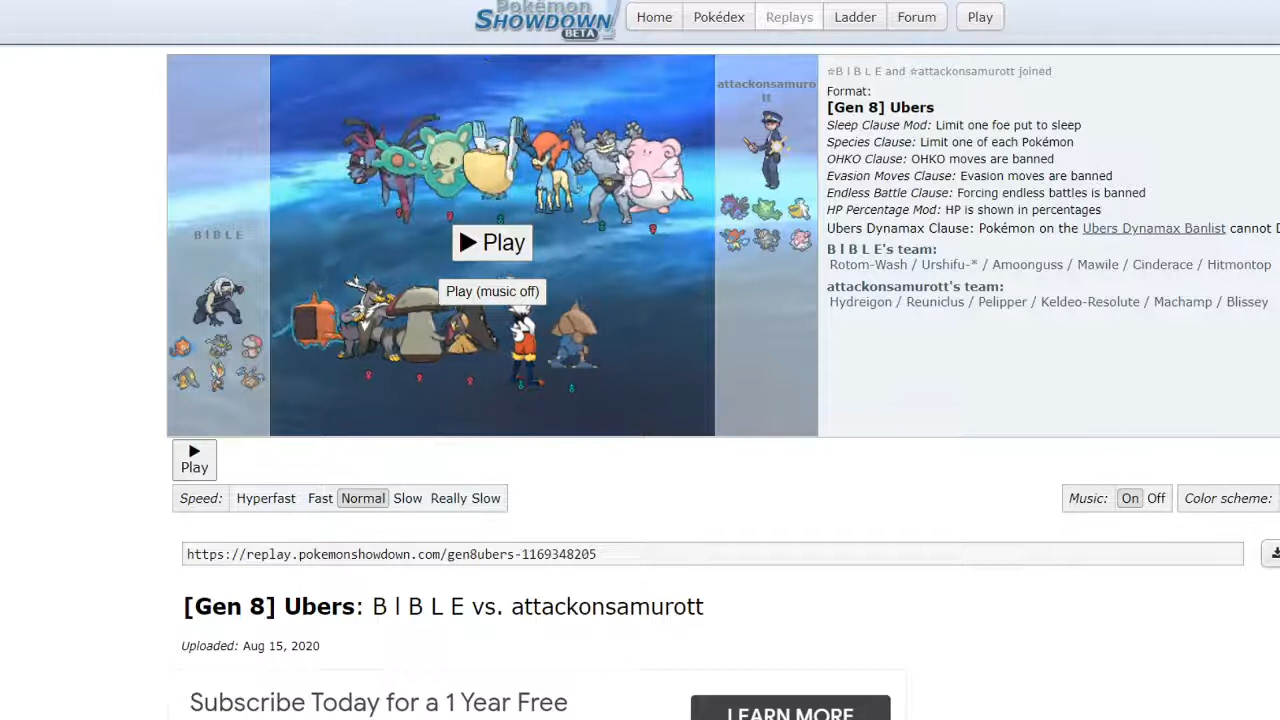 Pokémon
SHOWDOWN
BETA
Home
Pokédex
Replays
Ladder
Forum
Play
B l B L E
attackonsamuro
tt
Play
Play (music off)
☆B l B L E and ☆attackonsamurott joined
Format:
[Gen 8] Ubers
Sleep Clause Mod: Limit one foe put to sleep
Species Clause: Limit one of each Pokémon
OHKO Clause: OHKO moves are banned
Evasion Moves Clause: Evasion moves are banned
Endless Battle Clause: Forcing endless battles is banned
HP Percentage Mod: HP is shown in percentages
Ubers Dynamax Clause: Pokémon on the Ubers Dynamax Banlist cannot D
B l B L E's team:
Rotom-Wash / Urshifu-* / Amoonguss / Mawile / Cinderace / Hitmontop
attackonsamurott's team:
Hydreigon / Reuniclus / Pelipper / Keldeo-Resolute / Machamp / Blissey
Play
Speed: Hyperfast Fast Normal Slow Really Slow
Music: On Off
Color scheme:
https://replay.pokemonshowdown.com/gen8ubers-1169348205
[Gen 8] Ubers: B l B L E vs. attackonsamurott
Uploaded: Aug 15, 2020
Subscribe Today for a 1 Year Free
LEARN MORE